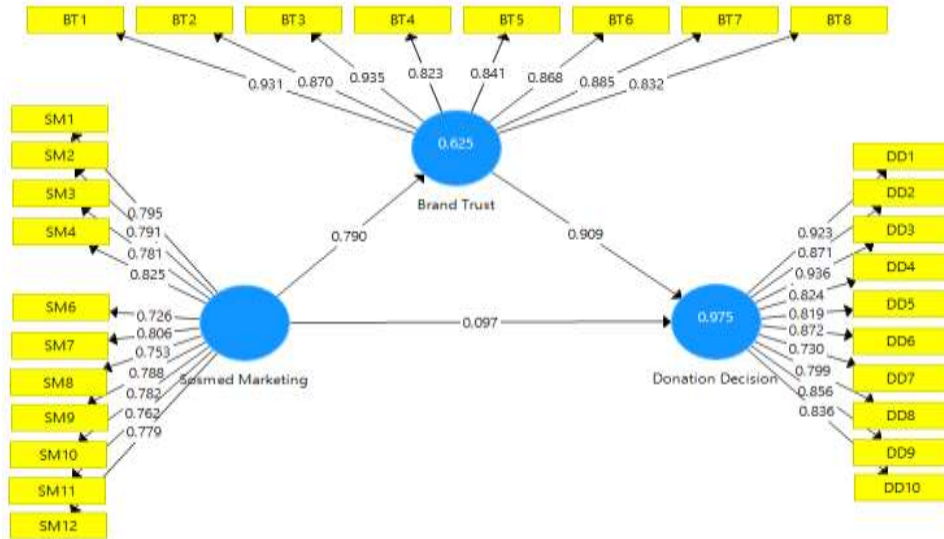 BT1 BT2 BT3 BT4 BT5 BT6 BT7 BT8
0.931 0.870 0.935 0.823 0.841 0.868 0.885 0.832
0.625
Brand Trust
SM1
SM2
SM3
SM4
SM6
SM7
SM8
SM9
SM10
SM11
SM12
0.795
0.791
0.781
0.825
0.726
0.806
0.753
0.788
0.782
0.762
0.779
Sosmed Marketing
0.790
0.909
0.097
0.975
Donation Decision
0.923
0.871
0.936
0.824
0.819
0.872
0.730
0.799
0.856
0.836
DD1
DD2
DD3
DD4
DD5
DD6
DD7
DD8
DD9
DD10